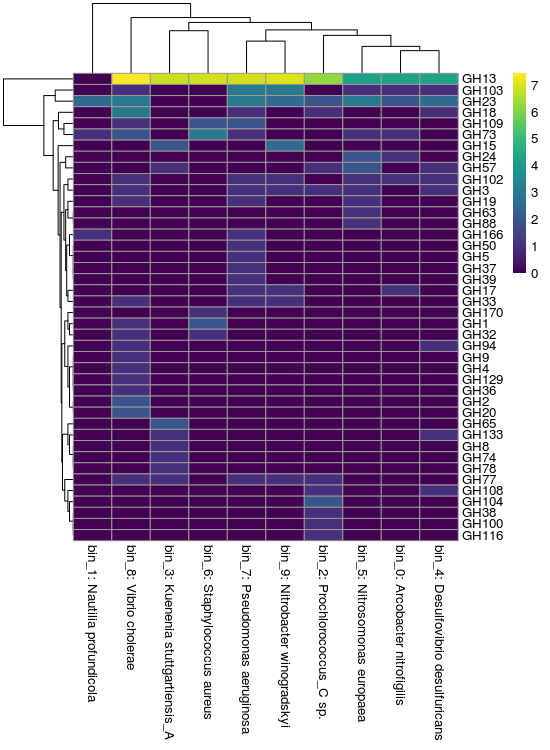 GH13
GH103
GH23
GH18
GH109
GH73
GH15
GH24
GH57
GH102
GH3
GH19
GH63
GH88
GH166
GH50
GH5
GH37
GH39
GH17
GH33
GH170
GH1
GH32
GH94
GH9
GH4
GH129
GH36
GH2
GH20
GH65
GH133
GH8
GH74
GH78
GH77
GH108
GH104
GH38
GH100
GH116
7
6
5
4
3
2
1
0
bin_1: Nautilia profundicola
bin_8: Vibrio cholerae
bin_3: Kuenenia stuttgartiensis_A
bin_6: Staphylococcus aureus
bin_7: Pseudomonas aeruginosa
bin_9: Nitrobacter winogradskyi
bin_2: Prochlorococcus_C sp.
bin_5: Nitrosomonas europaea
bin_0: Arcobacter nitrofigilis
bin_4: Desulfovibrio desulfuricans